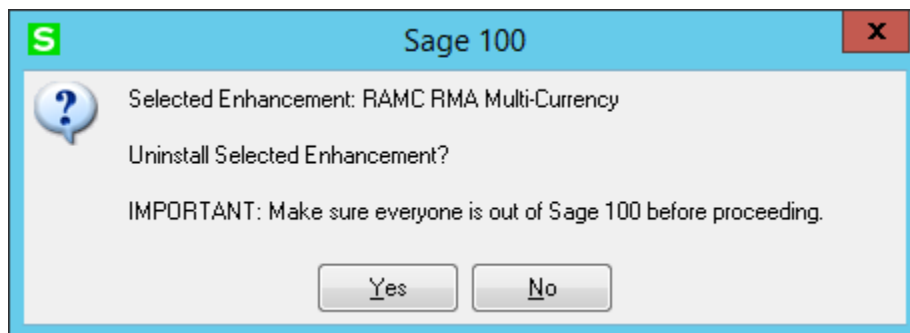 S
Sage 100
x
?
Selected Enhancement: RAMC RMA Multi-Currency
Uninstall Selected Enhancement?
IMPORTANT: Make sure everyone is out of Sage 100 before proceeding.
Yes
No